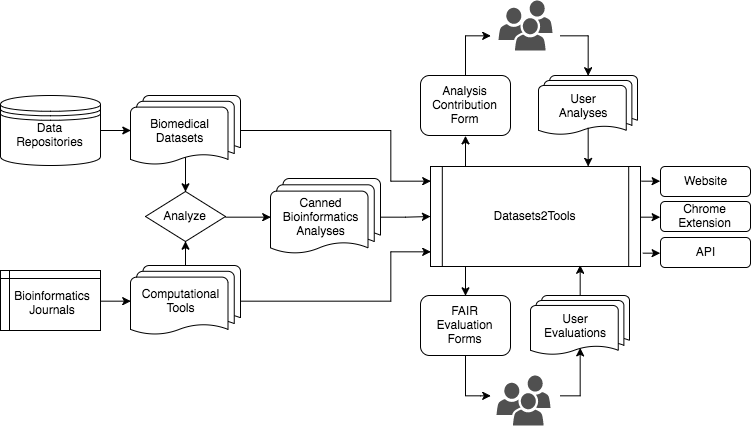 Data
Repositories
Biomedical
Datasets
Analyze
Canned
Bioinformatics
Analyses
Bioinformatics
Journals
Computational
Tools
Analysis
Contribution
Form
User
Analyses
Datasets2Tools
Website
Chrome
Extension
API
FAIR
Evaluation
Forms
User
Evaluations